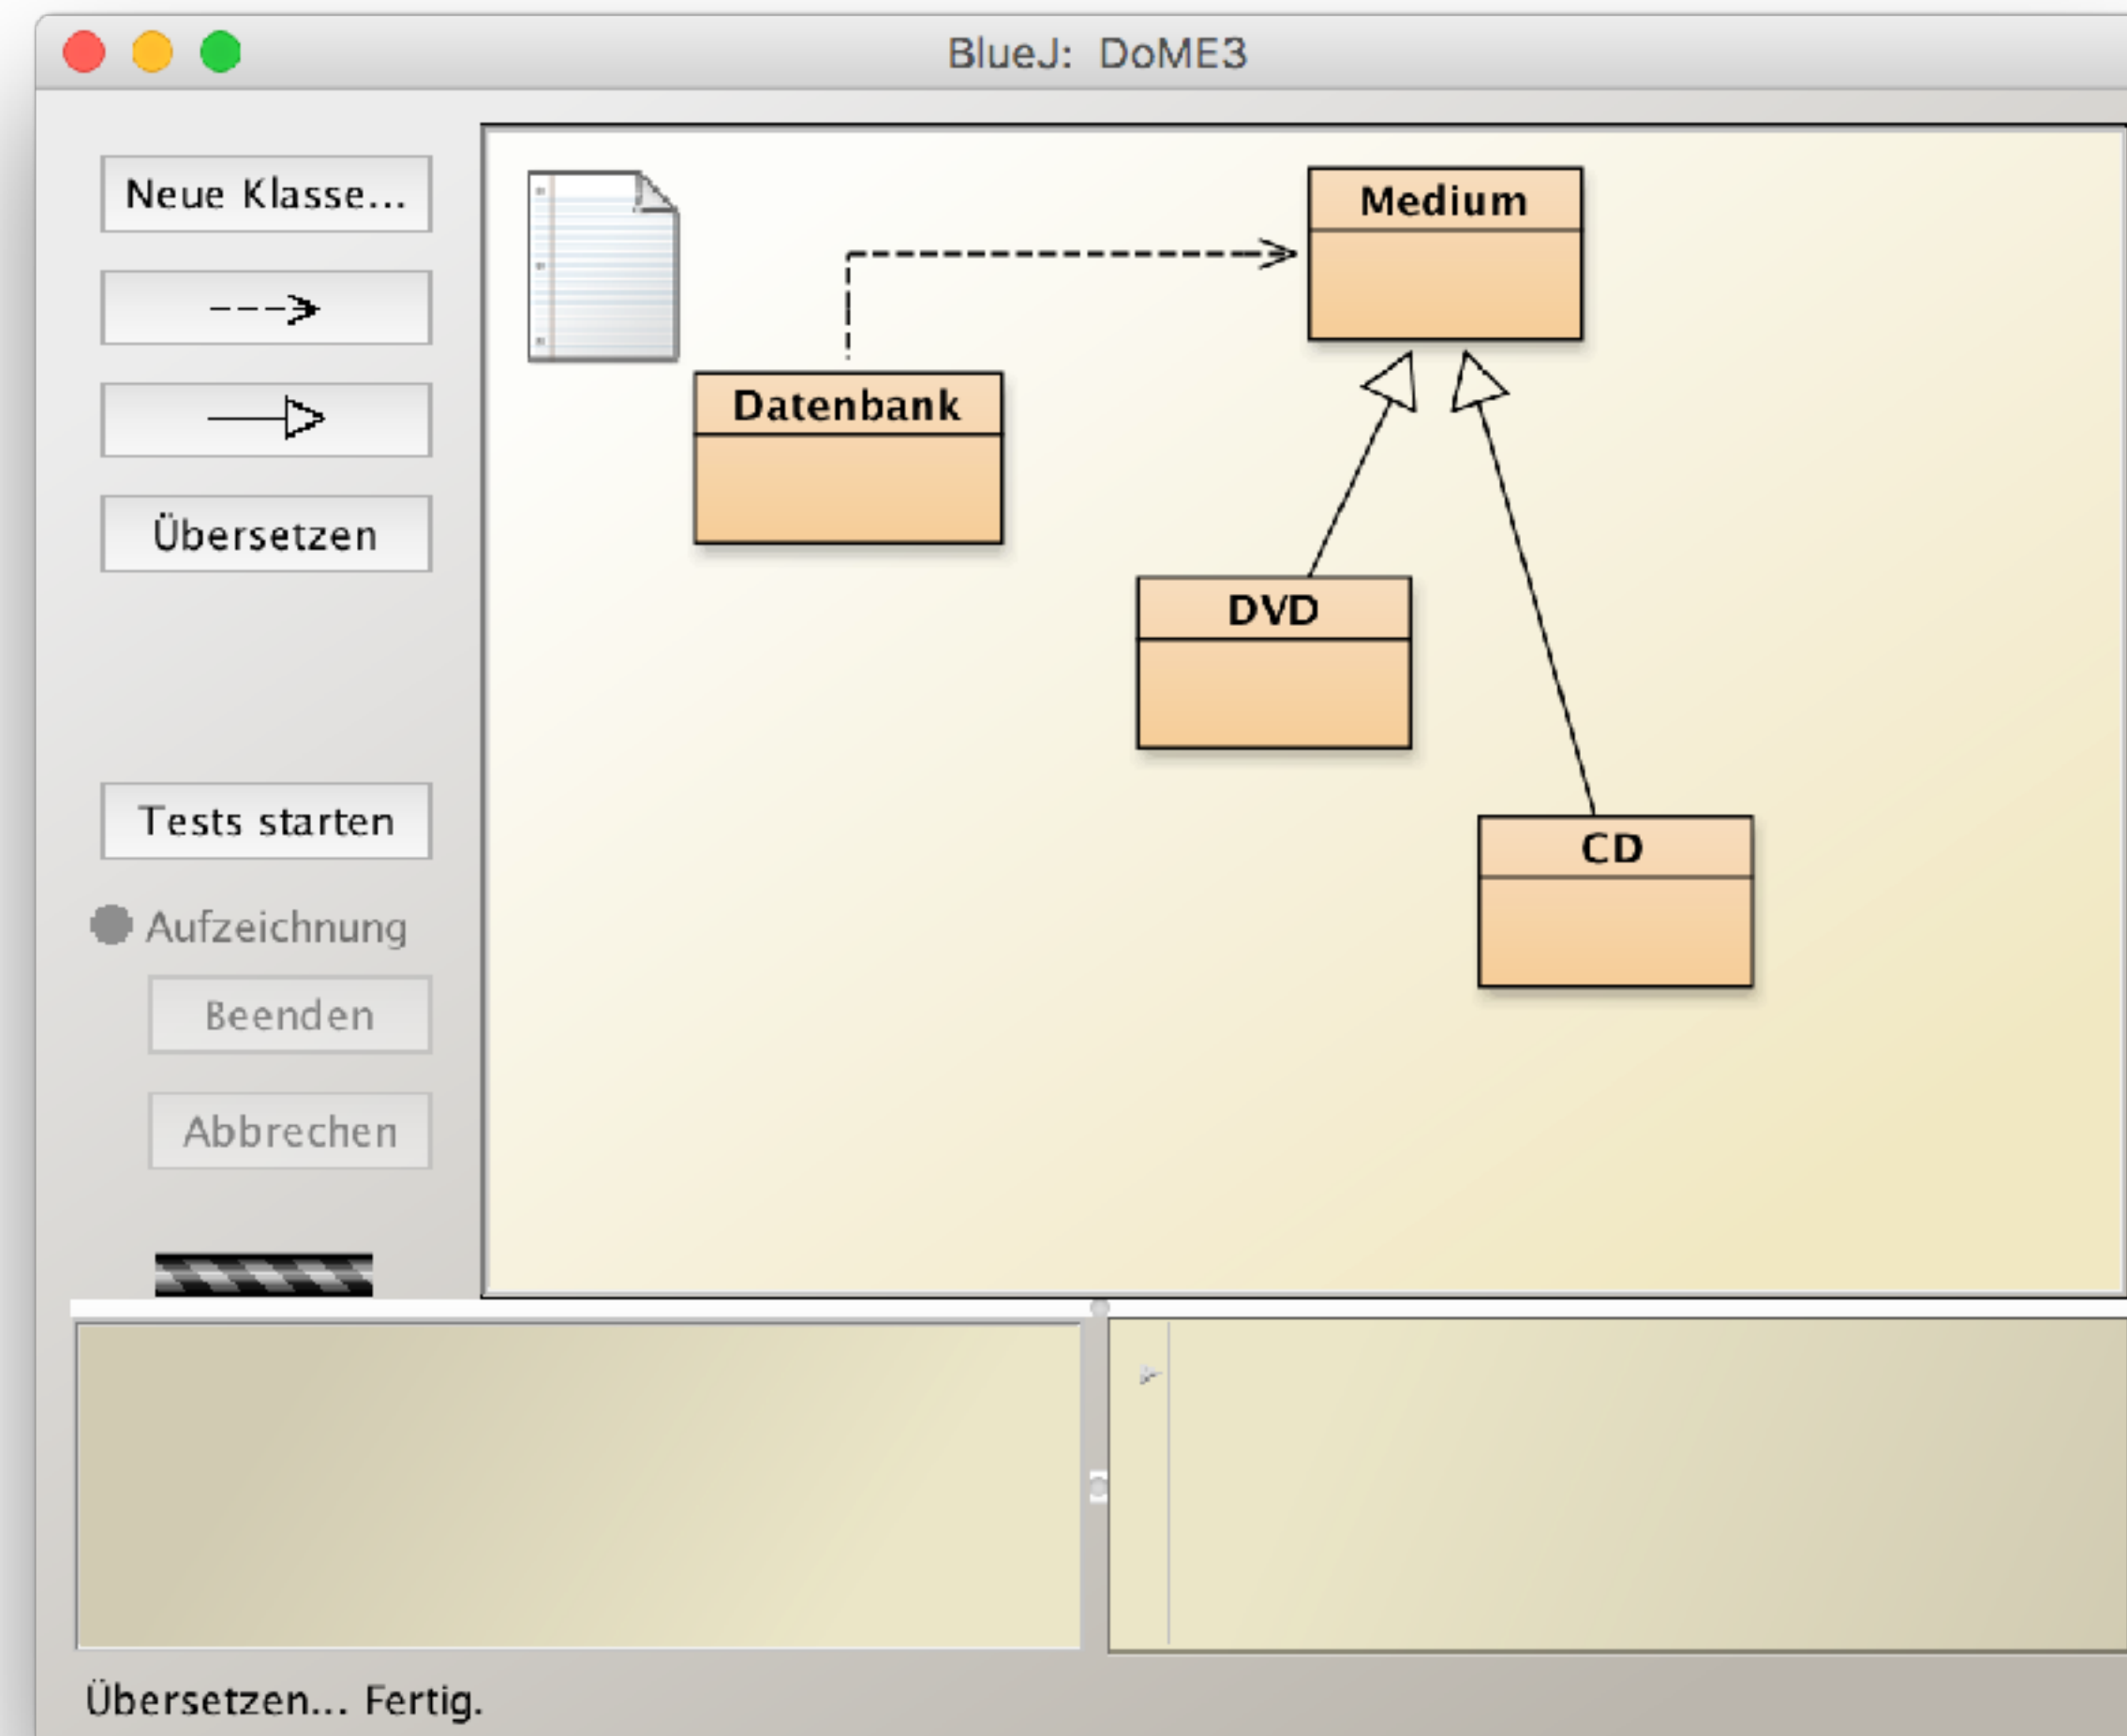 BlueJ: DoME3
Neue Klasse...
Übersetzen
Tests starten
Aufzeichnung
Beenden
Abbrechen
Medium
Datenbank
DVD
CD
Übersetzen... Fertig.